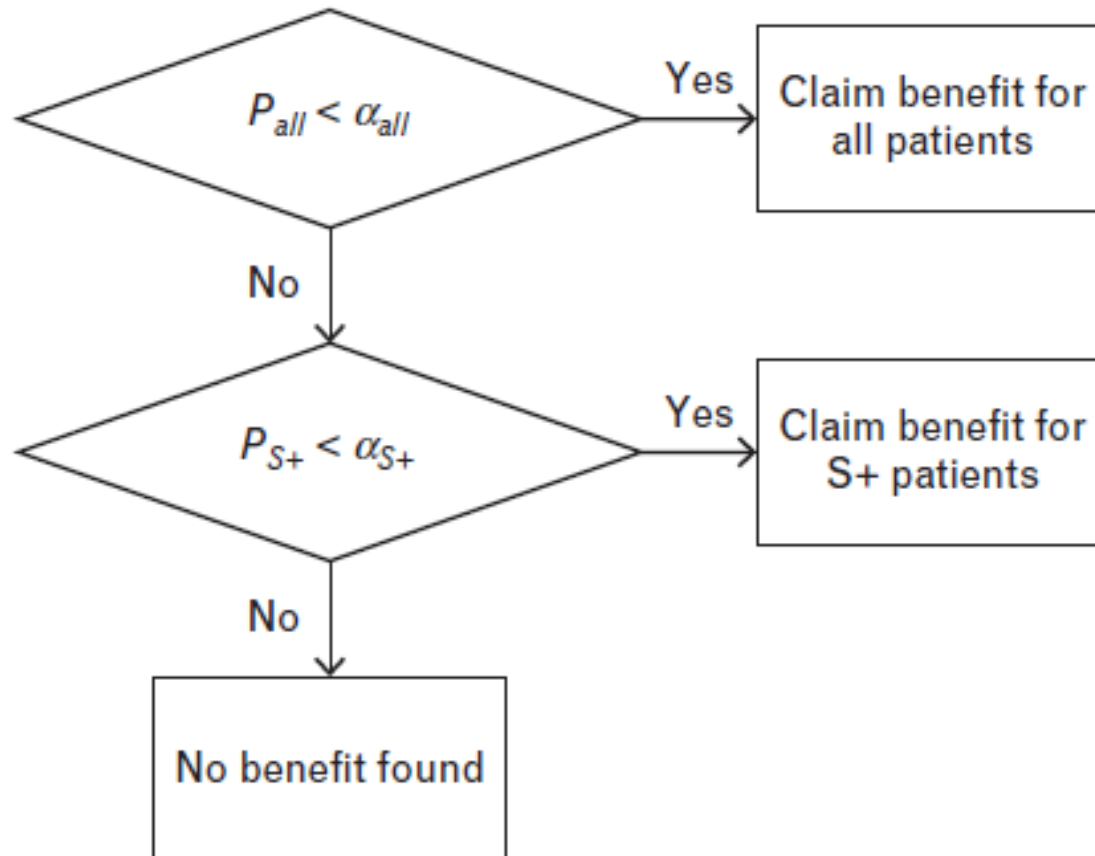 P_all < α_all
Yes
Claim benefit for
all patients
No
P_S+ < α_S+
Yes
Claim benefit for
S+ patients
No
No benefit found